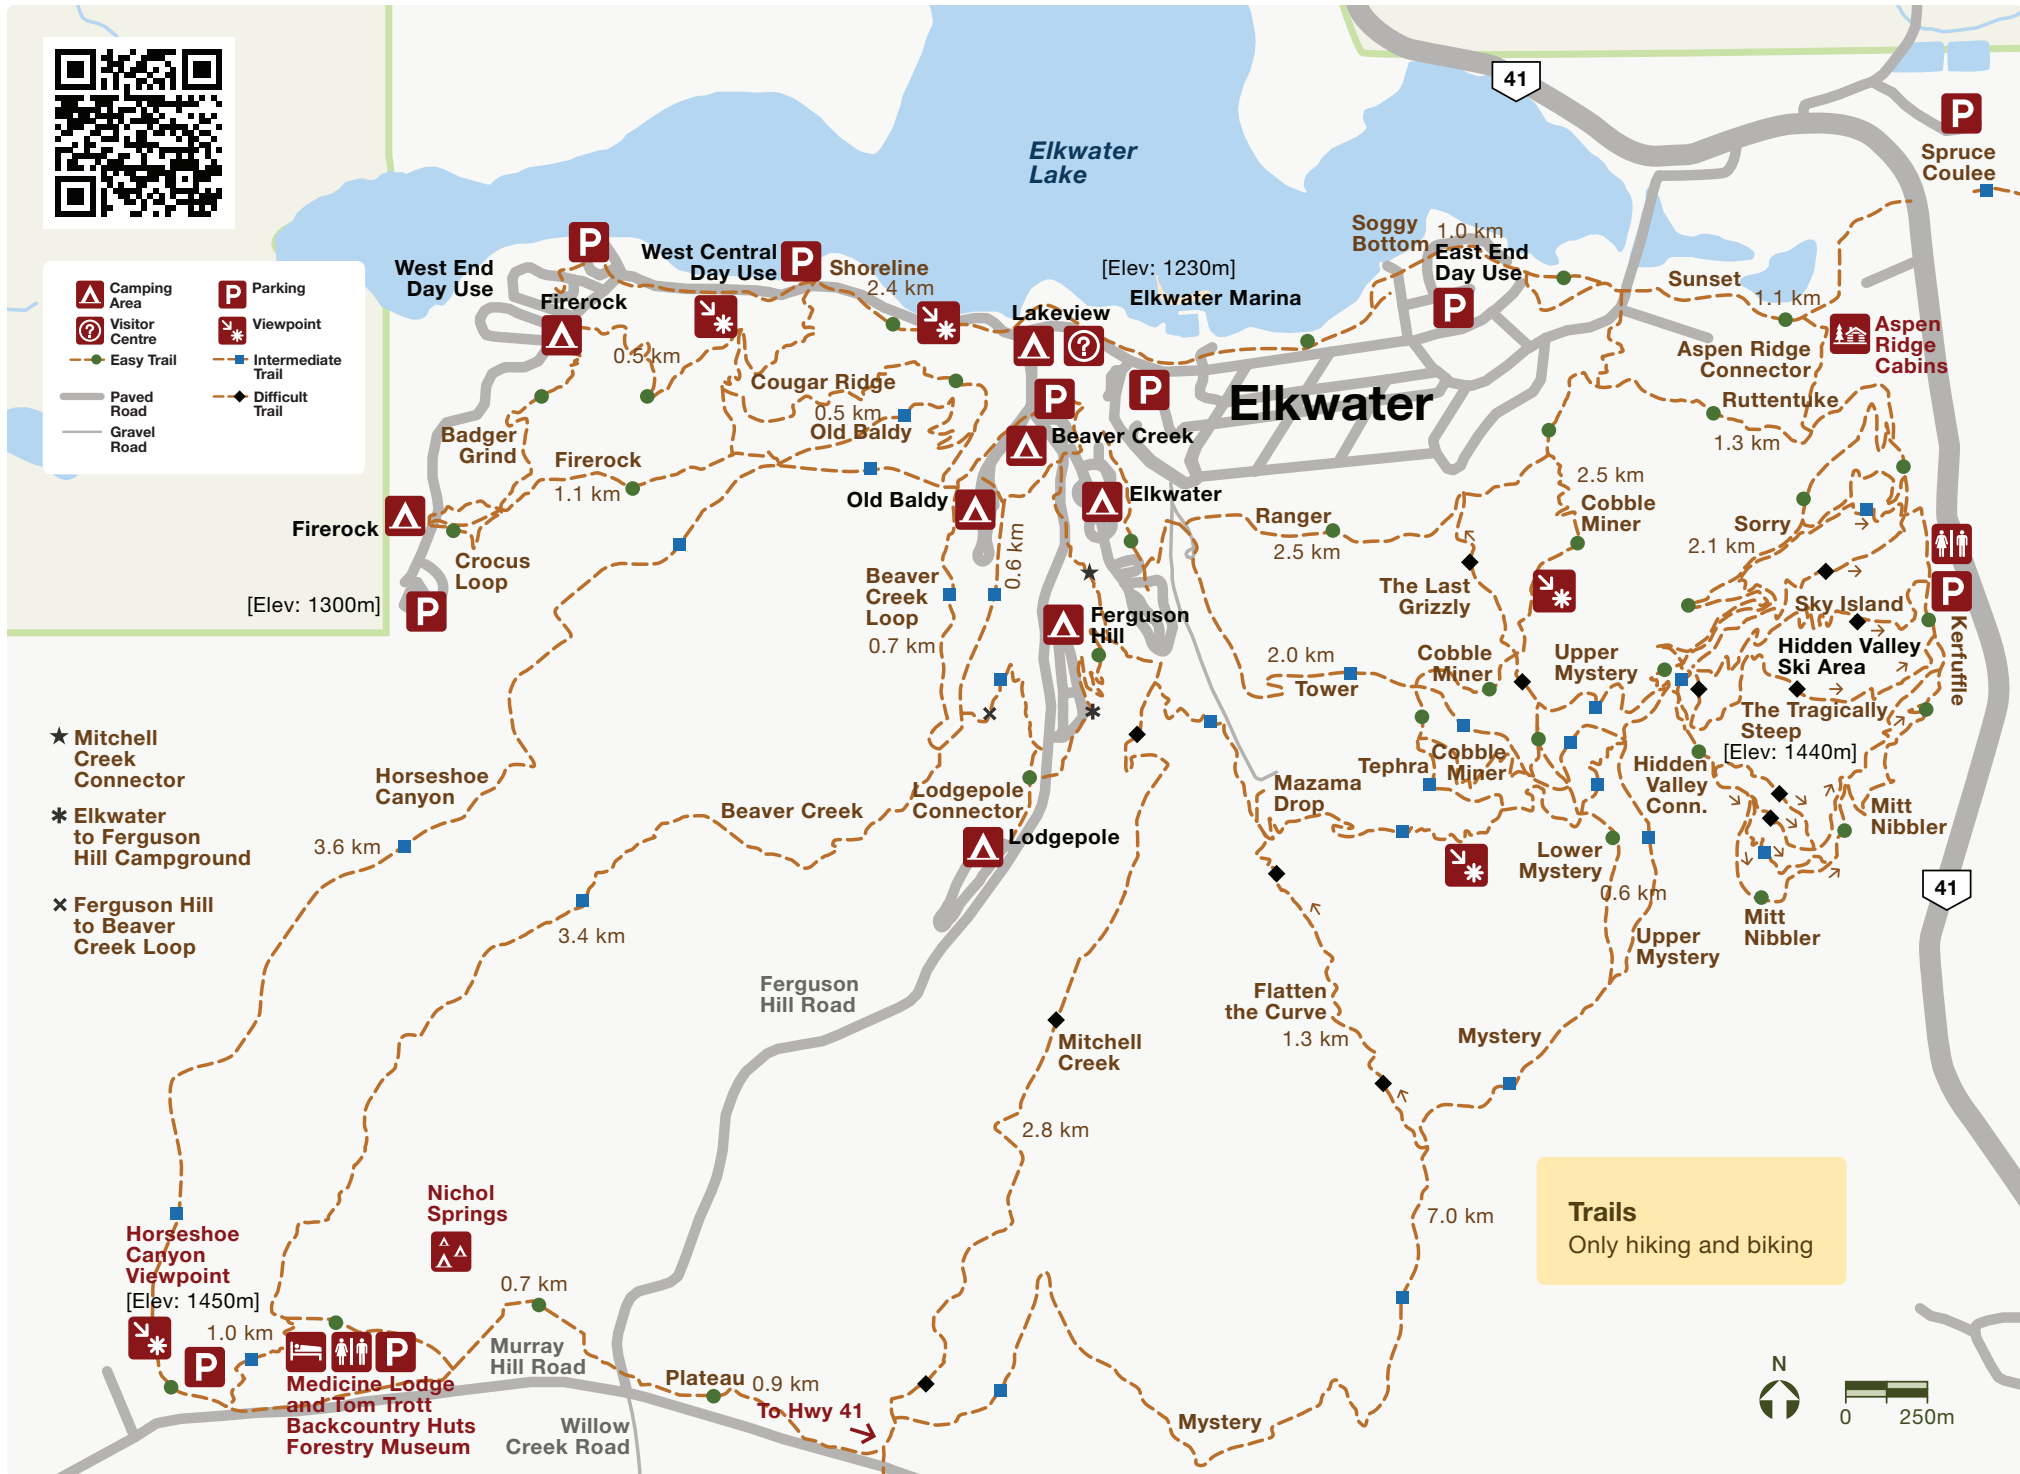 41
Elkwater
Lake
P
Spruce
Coulee
Camping
Area
P
Parking
?
Visitor
Centre
Viewpoint
Easy Trail
Intermediate
Trail
Paved
Road
Difficult
Trail
Gravel
Road
West End
Day Use
P
West Central
Day Use
P
Shoreline
2.4 km
Firerock
0.5 km
[Elev: 1230m]
Elkwater Marina
Lakeview
?
Soggy
Bottom
1.0 km
East End
Day Use
P
Sunset
1.1 km
Aspen
Ridge
Cabins
Aspen Ridge
Connector
Ruttentuke
1.3 km
Cougar Ridge
0.5 km
Old Baldy
P
P
Elkwater
Beaver Creek
Badger
Grind
Firerock
1.1 km
Old Baldy
Elkwater
Firerock
Crocus
Loop
[Elev: 1300m]
P
Beaver
Creek
Loop
0.7 km
0.6 km
Ferguson
Hill
Ranger
2.5 km
2.5 km
Cobble
Miner
The Last
Grizzly
Sorry
2.1 km
Sky Island
P
Kerfuffle
Hidden Valley
Ski Area
2.0 km
Tower
Cobble
Miner
Upper
Mystery
The Tragically
Steep
[Elev: 1440m]
Mitchell
Creek
Connector
Elkwater
to Ferguson
Hill Campground
Ferguson Hill
to Beaver
Creek Loop
Horseshoe
Canyon
3.6 km
Beaver Creek
3.4 km
Lodgepole
Connector
Lodgepole
Mazama
Drop
Tephra
Cobble
Miner
Hidden
Valley
Conn.
Mitt
Nibbler
Lower
Mystery
0.6 km
Mitt
Nibbler
Upper
Mystery
41
Ferguson
Hill Road
Mitchell
Creek
2.8 km
Flatten
the Curve
1.3 km
Mystery
7.0 km
Trails
Only hiking and biking
Nichol
Springs
Horseshoe
Canyon
Viewpoint
[Elev: 1450m]
1.0 km
P
P
Medicine Lodge
and Tom Trott
Backcountry Huts
Forestry Museum
0.7 km
Murray
Hill Road
Plateau
0.9 km
To Hwy 41
Willow
Creek Road
Mystery
N
0
250m